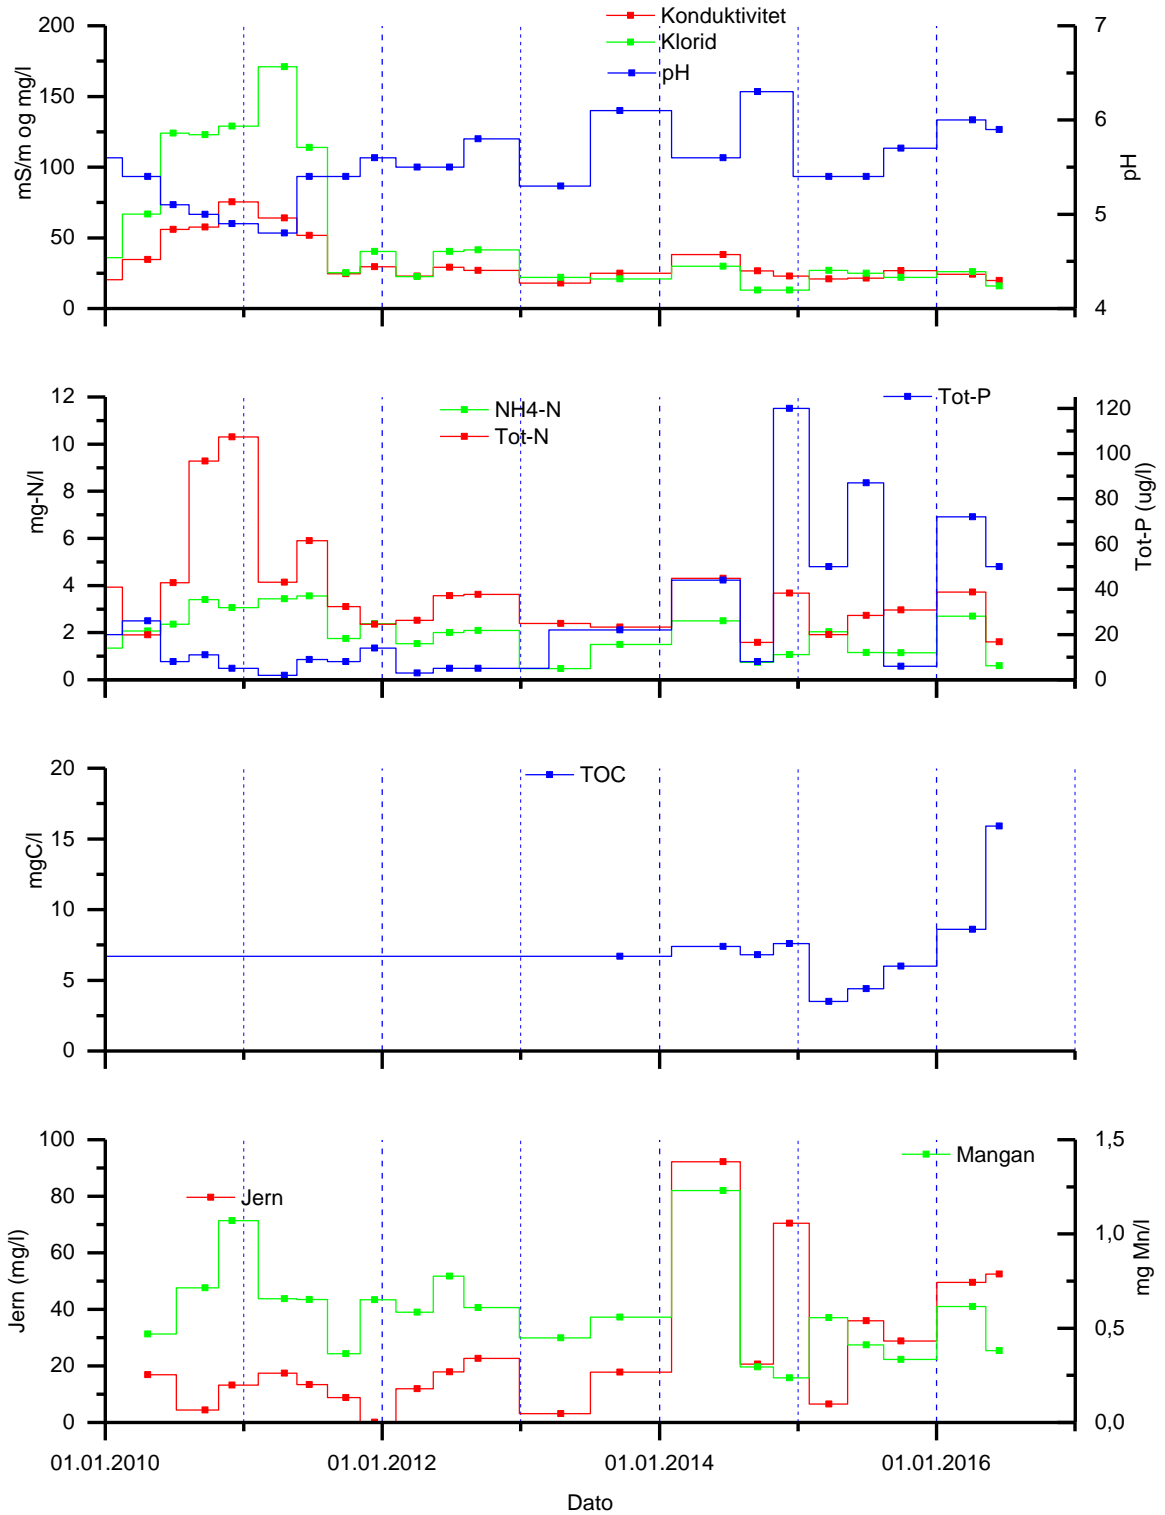 Konduktivitet
Klorid
pH
200
150
100
50
0
mS/m og mg/l
7
6
5
4
pH
12
10
8
6
4
2
0
mg-N/l
NH4-N
Tot-N
Tot-P
120
100
80
60
40
20
0
Tot-P (ug/l)
20
15
10
5
0
mgC/l
TOC
100
80
60
40
20
0
Jern (mg/l)
Jern
Mangan
1,5
1,0
0,5
0,0
mg Mn/l
01.01.2010 01.01.2012 01.01.2014 01.01.2016
Dato